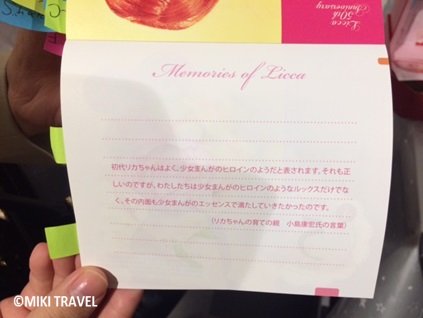 Licca
50th
Anniversary
Memories of Licca
初代リカちゃんはよく、少女まんがのヒロインのようだと表されます。それも正
しいのですが、わたしたちは少女まんがのヒロインのようなルックスだけでな
く、その内面も少女まんがのエッセンスで満たしていきたかったのです。
(リカちゃんの育ての親 小島康宏氏の言葉)
©MIKI TRAVEL